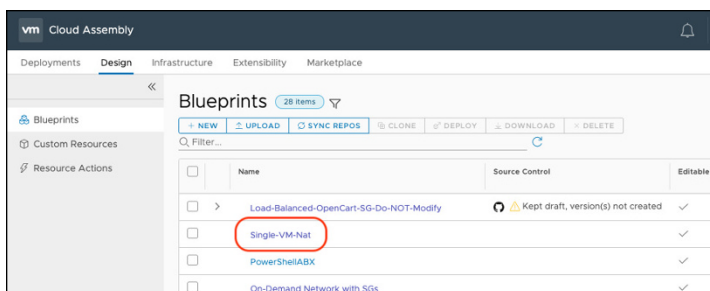 vm Cloud Assembly
Deployments Design Infrastructure Extensibility Marketplace
«
Blueprints
Custom Resources
Resource Actions
Blueprints 28 items
+ NEW UPLOAD SYNC REPOS CLONE DEPLOY DOWNLOAD × DELETE
Filter...
Name Source Control Editable
> Load-Balanced-OpenCart-SG-Do-NOT-Modify Kept draft, version(s) not created
Single-VM-Nat
PowerShellABX
On-Demand Network with SGs